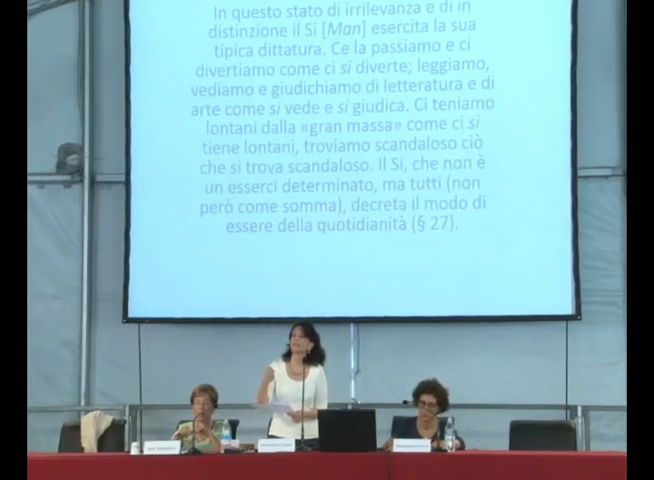 In questo stato di irrilevanza e di in
distinzione il Si [Man] esercita la sua
tipica dittatura. Ce la passiamo e ci
divertiamo come ci si diverte; leggiamo,
vediamo e giudichiamo di letteratura e di
arte come si vede e si giudica. Ci teniamo
lontani dalla «gran massa» come ci si
tiene lontani, troviamo scandaloso ciò
che si trova scandaloso. Il Si, che non è
un esserci determinato, ma tutti (non
però come somma), decreta il modo di
essere della quotidianità (§ 27).